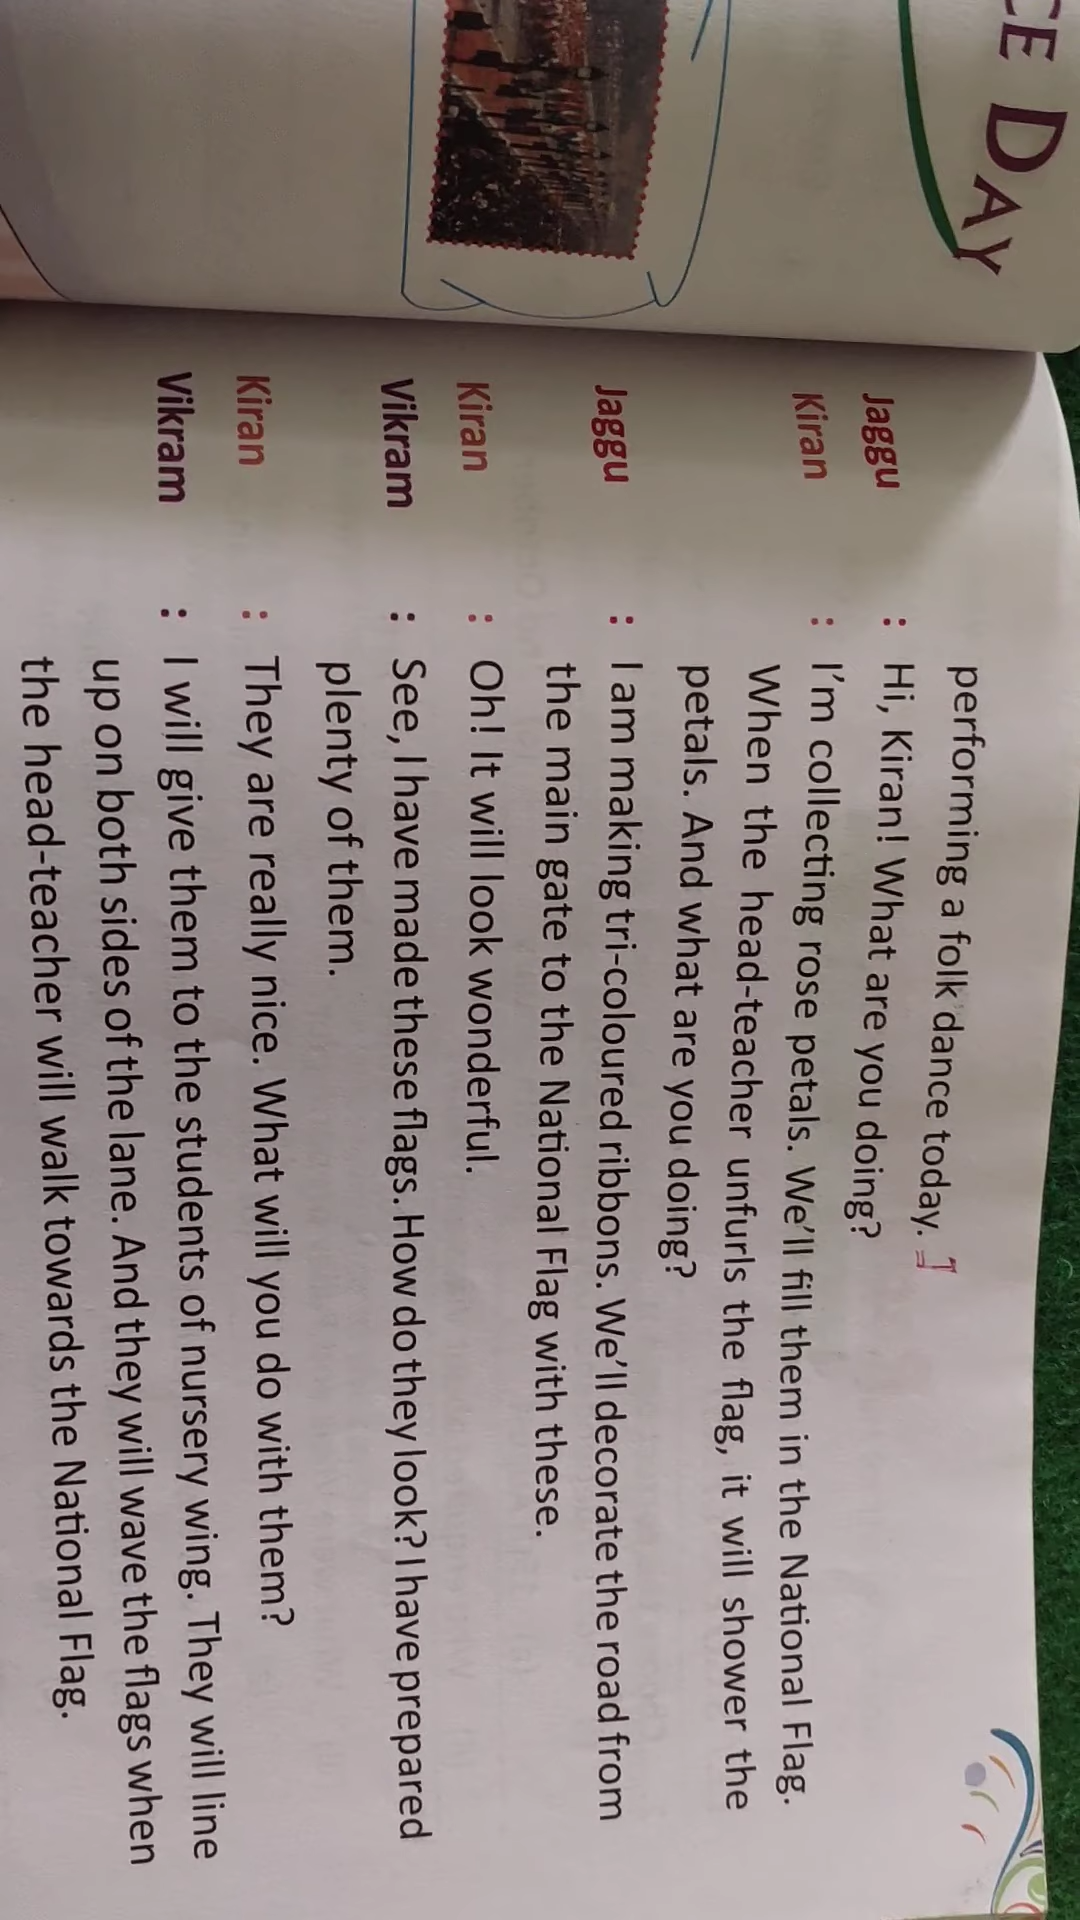 CE DAY
performing a folk dance today.
Jaggu : Hi, Kiran! What are you doing?
Kiran : I'm collecting rose petals. We'll fill them in the National Flag.
When the head-teacher unfurls the flag, it will shower the
petals. And what are you doing?
Jaggu : I am making tri-coloured ribbons. We'll decorate the road from
the main gate to the National Flag with these.
Kiran : Oh! It will look wonderful.
Vikram : See, I have made these flags. How do they look? I have prepared
plenty of them.
Kiran : They are really nice. What will you do with them?
Vikram : I will give them to the students of nursery wing. They will line
up on both sides of the lane. And they will wave the flags when
the head-teacher will walk towards the National Flag.